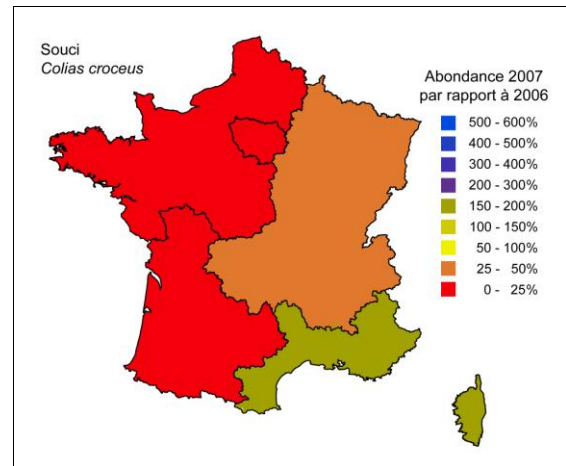 Souci
Colias croceus
Abondance 2007
par rapport à 2006
500 - 600%
400 - 500%
300 - 400%
200 - 300%
150 - 200%
100 - 150%
50 - 100%
25 - 50%
0 - 25%